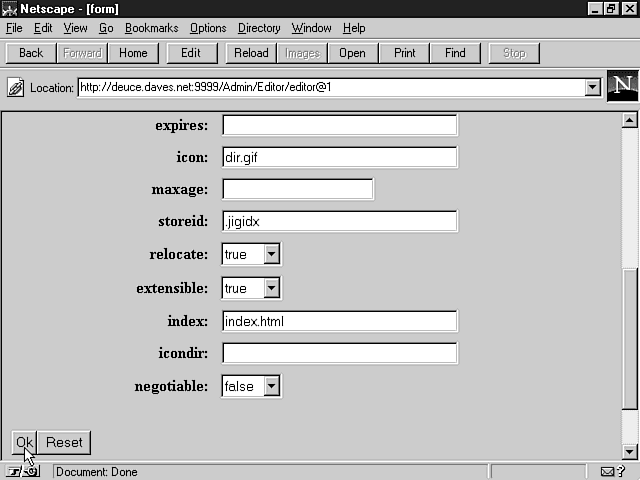 Netscape - [form]
File Edit View Go Bookmarks Options Directory Window Help
Back Forward Home Edit Reload Images Open Print Find Stop
Location: http://deuce.daves.net:9999/Admin/Editor/editor@1
N
expires:
icon: dir.gif
maxage:
storeid: .jigidx
relocate: true
extensible: true
index: index.html
icondir:
negotiable: false
Ok Reset
Document: Done ?